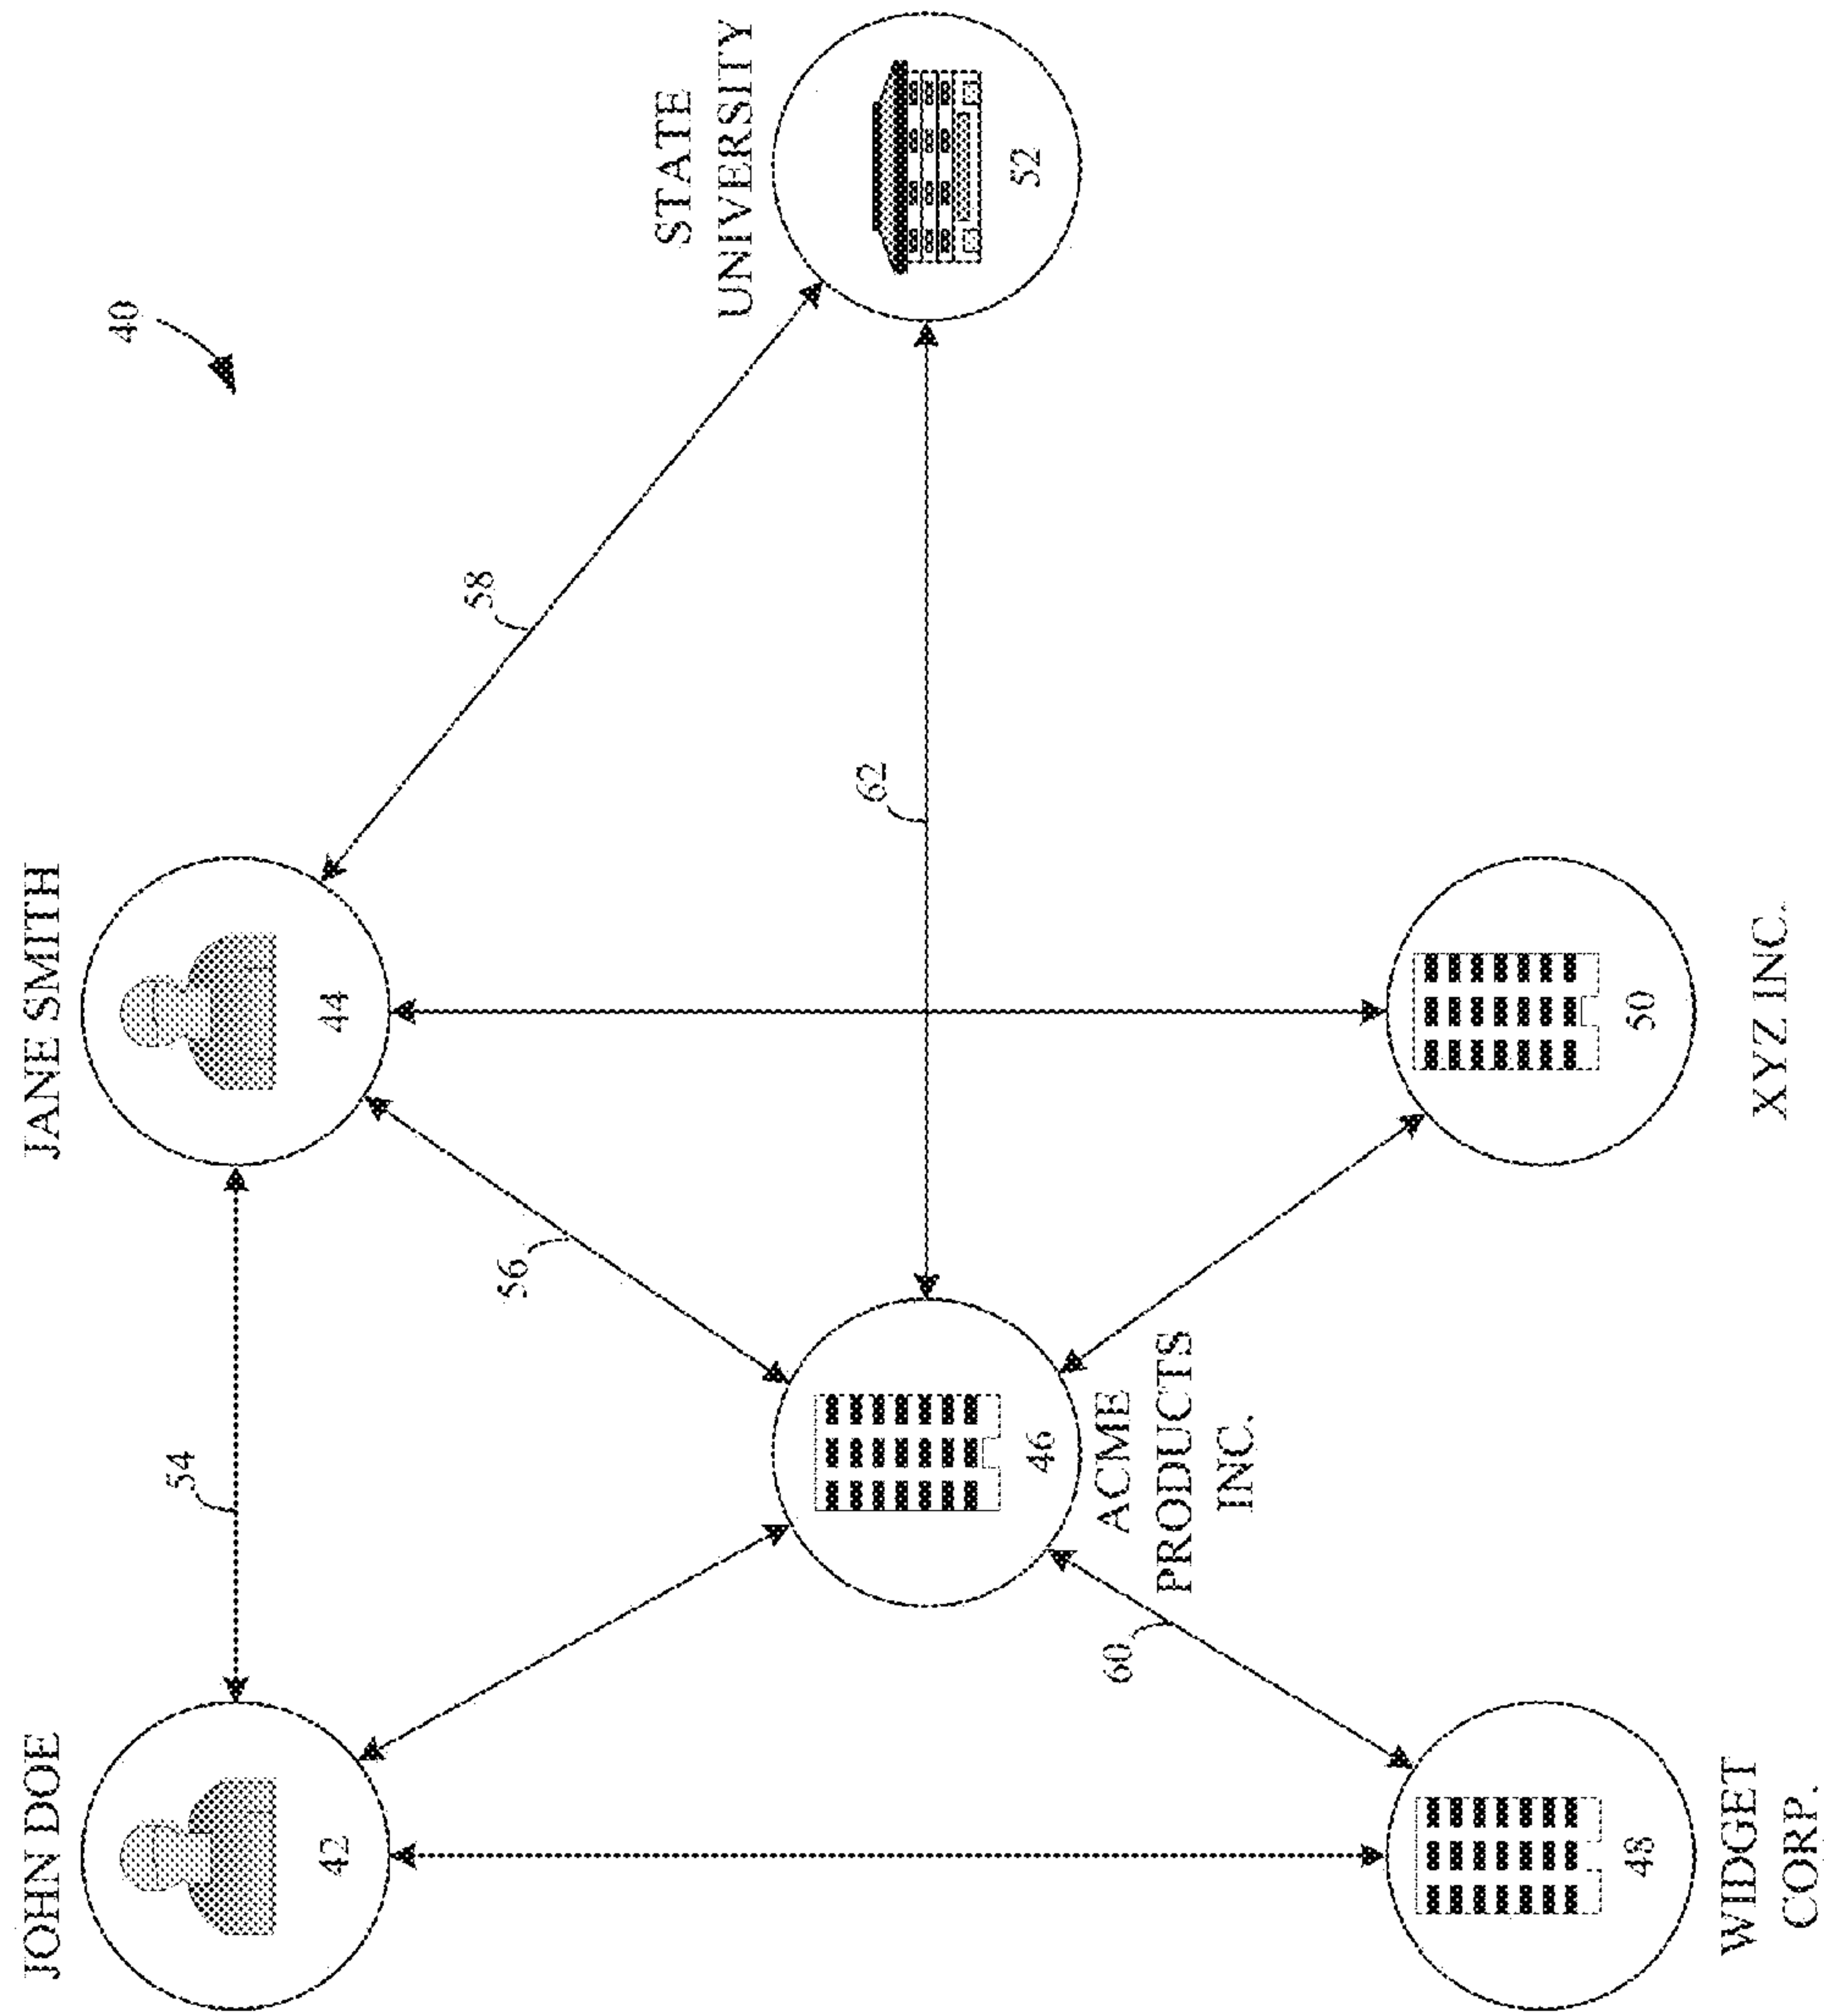 40
JOHN DOE
42
54
JANE SMITH
44
56
58
STATE
UNIVERSITY
52
62
46
ACME
PRODUCTS
INC.
60
48
WIDGET
CORP.
50
XYZ INC.